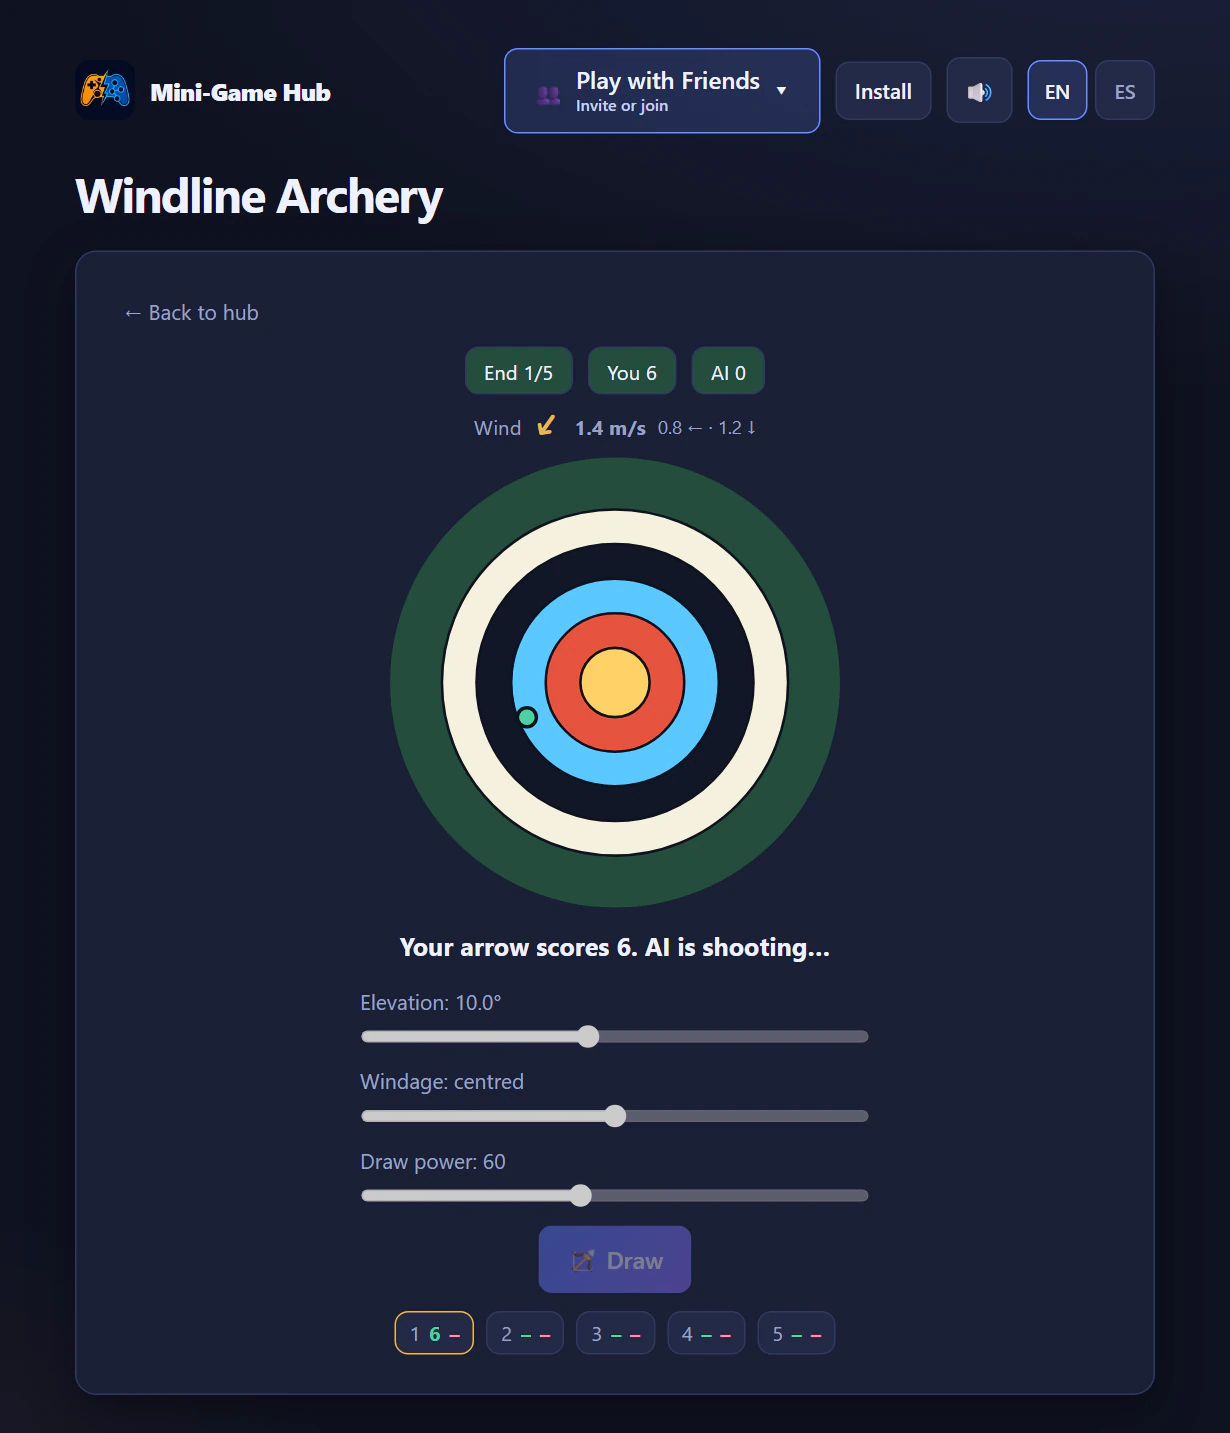 Mini-Game Hub
Play with Friends ▼
Invite or join
Install
EN
ES
Windline Archery
← Back to hub
End 1/5
You 6
AI 0
Wind ↙ 1.4 m/s 0.8 ← · 1.2 ↓
Your arrow scores 6. AI is shooting…
Elevation: 10.0°
Windage: centred
Draw power: 60
🏹 Draw
1 6 –
2 – –
3 – –
4 – –
5 – –